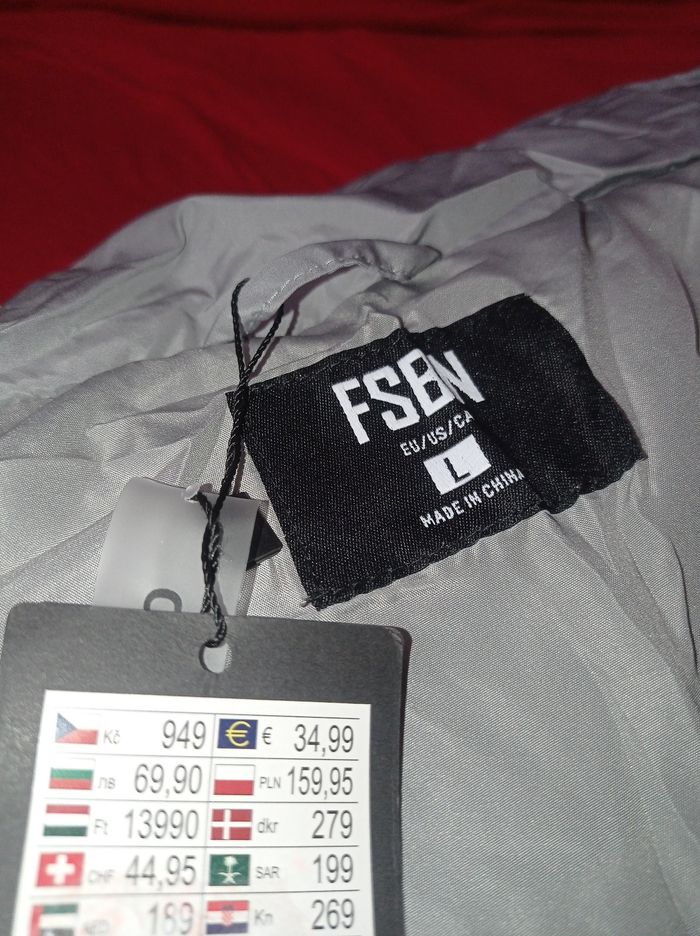 FSBN
EU/US/CA
L
MADE IN CHINA
Kč 949 € € 34,99
ЛВ 69,90 PLN 159,95
Ft 13990 dkr 279
CHF 44,95 SAR 199
AED 189 Kn 269